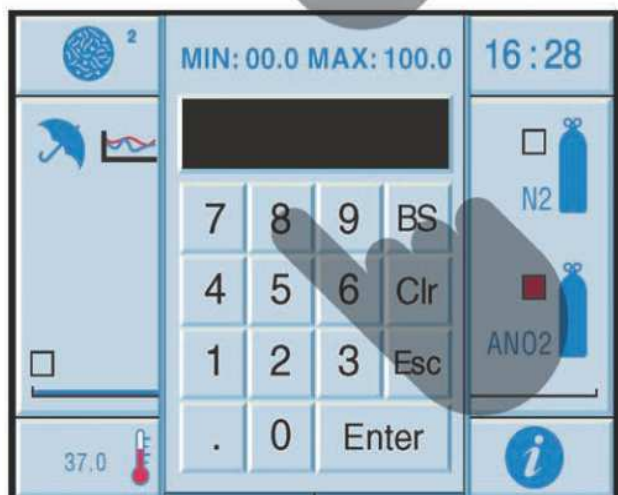 2
MIN: 00.0 MAX: 100.0
16:28
7 8 9 BS
N2
4 5 6 Clr
1 2 3 Esc
ANO2
. 0 Enter
37.0
i